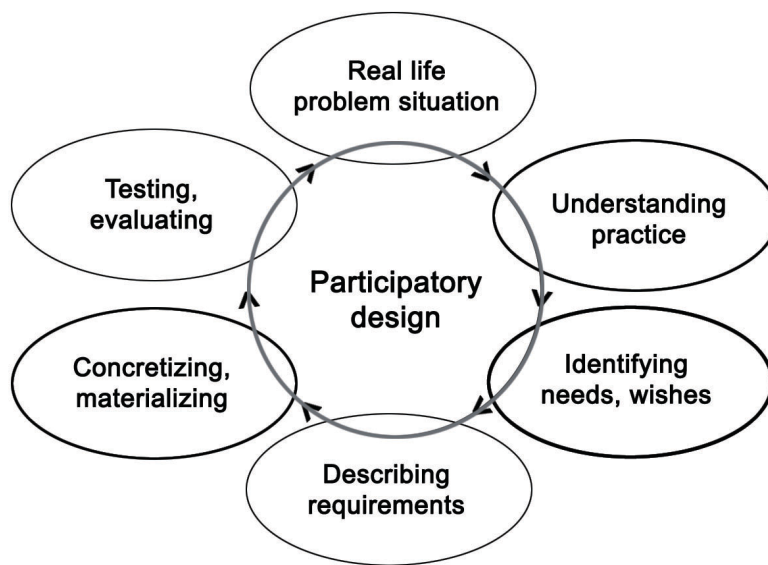 Real life
problem situation
Understanding
practice
Identifying
needs, wishes
Describing
requirements
Concretizing,
materializing
Testing,
evaluating
Participatory
design